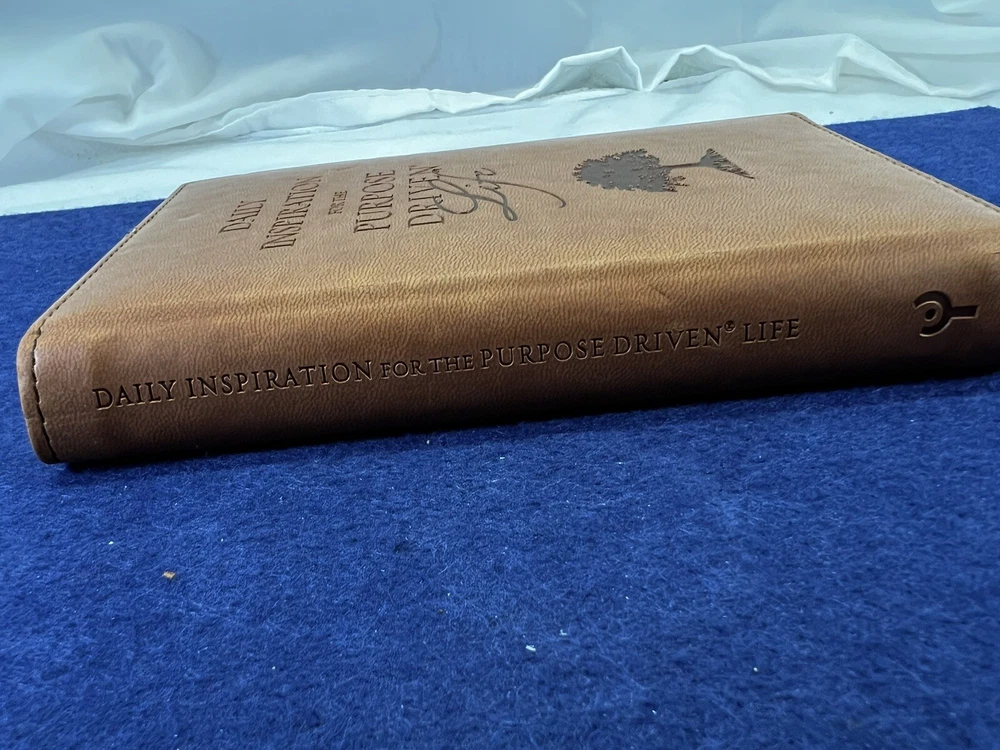 DAILY
INSPIRATION
FOR THE
PURPOSE
DRIVEN
Life
DAILY INSPIRATION FOR THE PURPOSE DRIVEN® LIFE